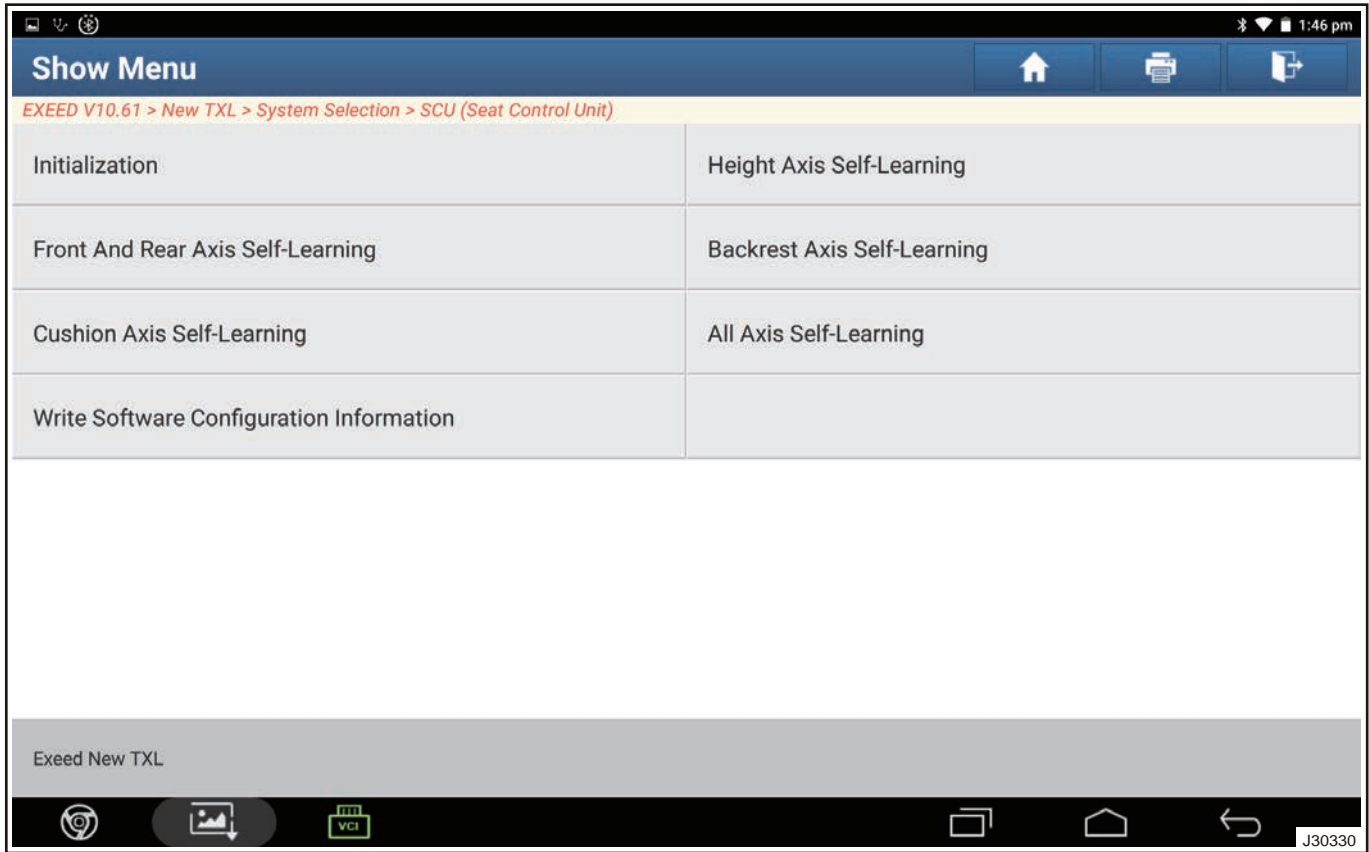 1:46 pm
Show Menu
EXEED V10.61 > New TXL > System Selection > SCU (Seat Control Unit)
Initialization
Height Axis Self-Learning
Front And Rear Axis Self-Learning
Backrest Axis Self-Learning
Cushion Axis Self-Learning
All Axis Self-Learning
Write Software Configuration Information
Exeed New TXL
VCI
J30330